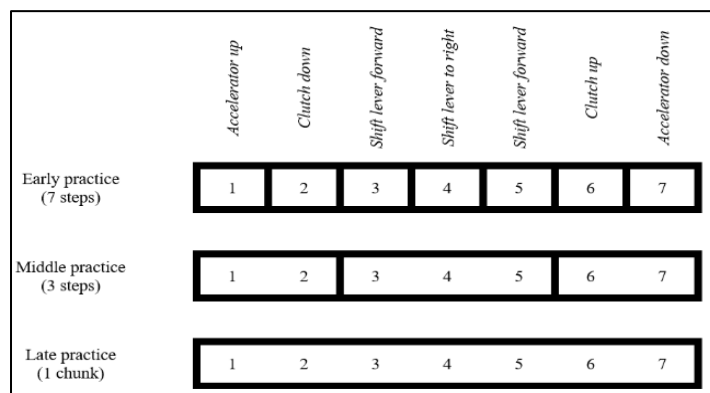 Accelerator up
Clutch down
Shift lever forward
Shift lever to right
Shift lever forward
Clutch up
Accelerator down
Early practice
(7 steps)
1 2 3 4 5 6 7
Middle practice
(3 steps)
1 2 3 4 5 6 7
Late practice
(1 chunk)
1 2 3 4 5 6 7